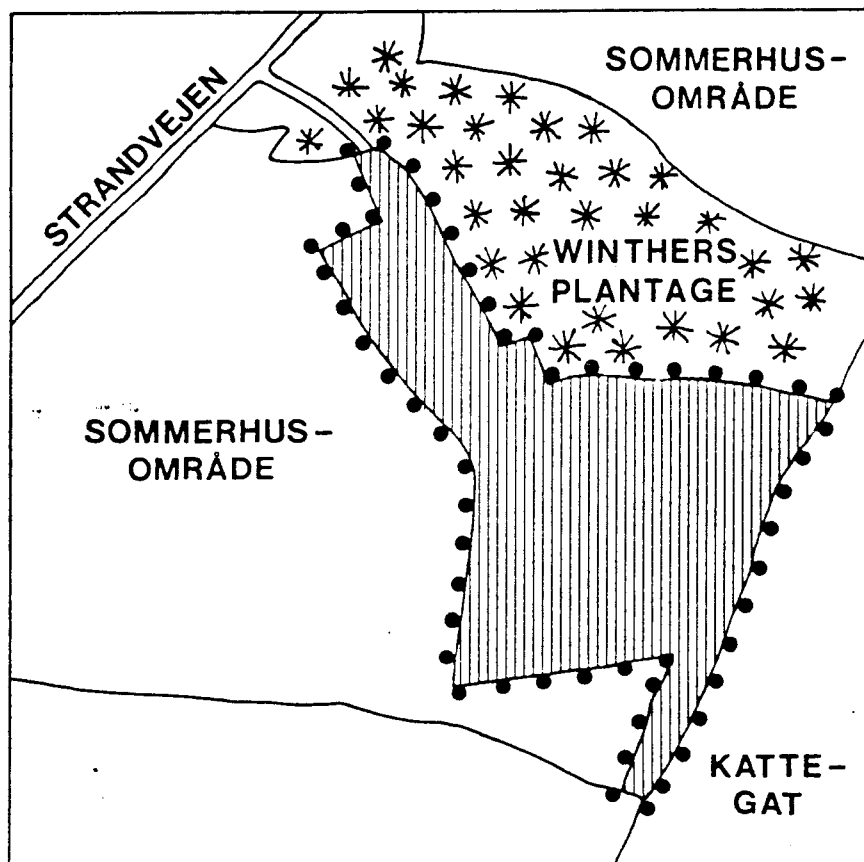 SOMMERHUS-
OMRÅDE
STRANDVEJEN
WINTHERS
PLANTAGE
SOMMERHUS-
OMRÅDE
KATTE-
GAT